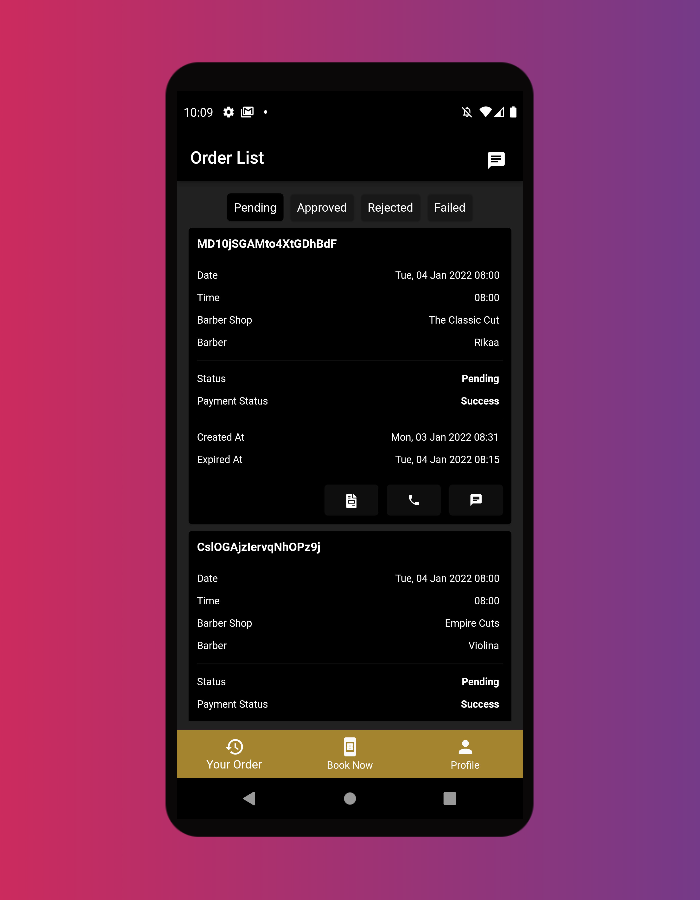 10:09
Order List
Pending Approved Rejected Failed
MD10jSGAMto4XtGDhBdF
Date Tue, 04 Jan 2022 08:00
Time 08:00
Barber Shop The Classic Cut
Barber Rikaa
Status Pending
Payment Status Success
Created At Mon, 03 Jan 2022 08:31
Expired At Tue, 04 Jan 2022 08:15
CslOGAjzIervqNhOPz9j
Date Tue, 04 Jan 2022 08:00
Time 08:00
Barber Shop Empire Cuts
Barber Violina
Status Pending
Payment Status Success
Your Order Book Now Profile